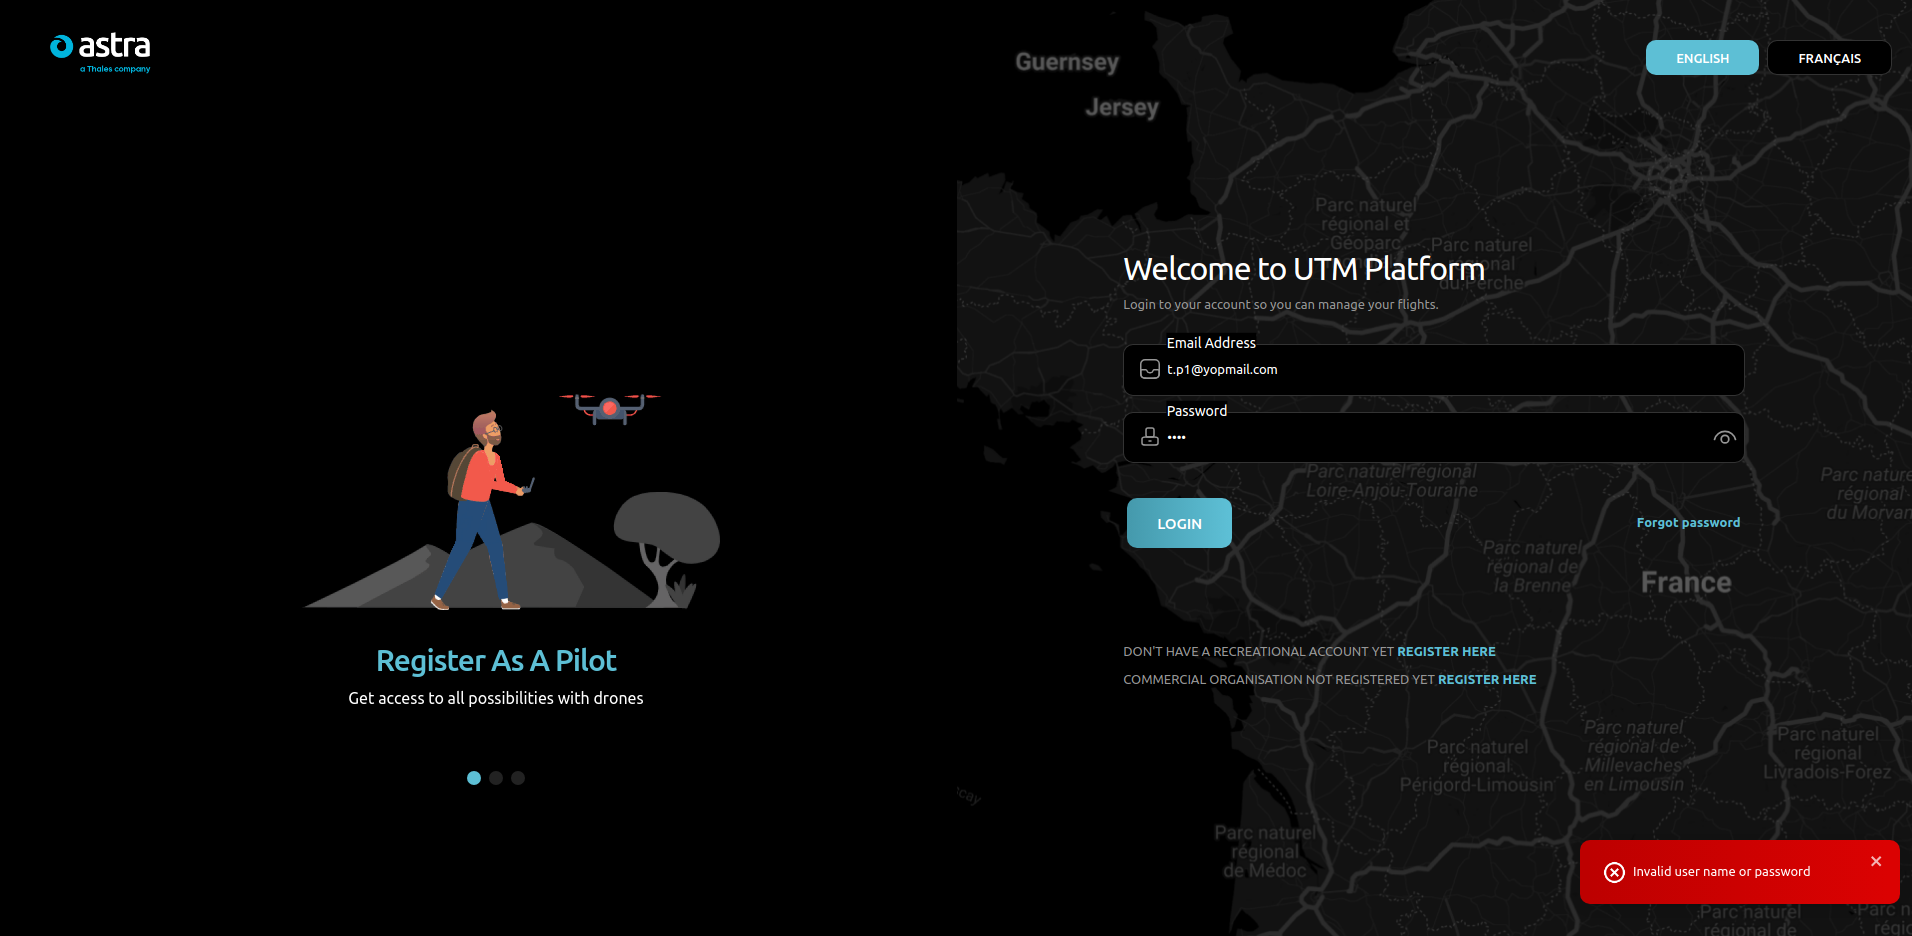 astra
a Thales company
ENGLISH
FRANÇAIS
Guernsey
Jersey
Parc naturel
régional et
Géoparc
Parc naturel
régional
du Perche
Welcome to UTM Platform
Login to your account so you can manage your flights.
Email Address
t.p1@yopmail.com
Password
••••
Parc naturel régional
Loire-Anjou-Touraine
Parc nature
régional
du Morvan
LOGIN
Forgot password
Parc naturel
régional de
la Brenne
France
Register As A Pilot
Get access to all possibilities with drones
DON'T HAVE A RECREATIONAL ACCOUNT YET REGISTER HERE
COMMERCIAL ORGANISATION NOT REGISTERED YET REGISTER HERE
Parc naturel
régional
Périgord-Limousin
Parc naturel
régional de
Millevaches
en Limousin
Parc naturel
régional
Livradois-Forez
cay
Parc naturel
régional
de Médoc
Invalid user name or password
Parc naturel
régional de
Parc n
régio